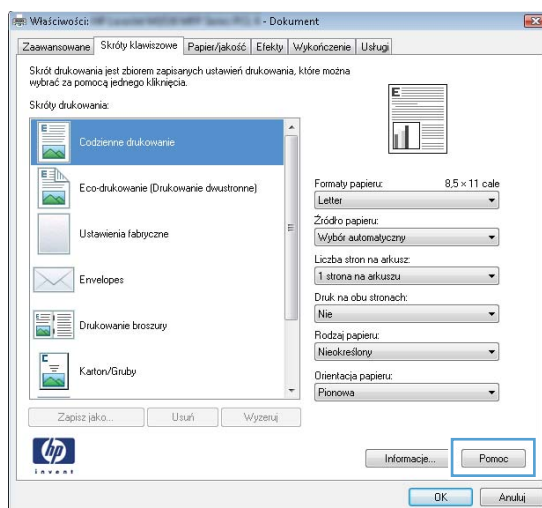 Właściwości: - Dokument
Zaawansowane Skróty klawiszowe Papier/jakość Efekty Wykończenie Usługi
Skrót drukowania jest zbiorem zapisanych ustawień drukowania, które można
wybrać za pomocą jednego kliknięcia.
Skróty drukowania:
Codzienne drukowanie
Eco-drukowanie (Drukowanie dwustronne)
Ustawienia fabryczne
Envelopes
Drukowanie broszury
Karton/Gruby
Zapisz jako... Usuń Wyzeruj
E
E
E
E
C
Formaty papieru: 8,5 × 11 cale
Letter
Źródło papieru:
Wybór automatyczny
Liczba stron na arkusz:
1 strona na arkuszu
Druk na obu stronach:
Nie
Rodzaj papieru:
Nieokreślony
Orientacja papieru:
Pionowa
hp
invent
Informacje... Pomoc
OK Anuluj